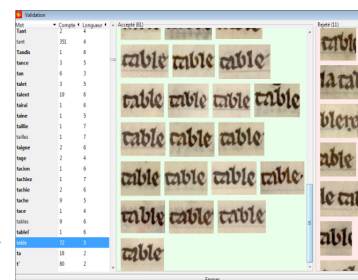 Validation
Mot Compte Longueur Accepté (61) Rejeté (11)
Tant 2 4
tant 351 4
Tandis 1 6
tance 3 5
tan 6 3
talet 3 5
talent 19 6
tairai 1 6
taine 1 5
taillie 1 7
tailles 1 7
taigne 2 6
tage 2 4
tacion 1 6
tachiez 1 7
tachie 2 6
tache 9 5
tace 1 4
tables 9 6
tablel 1 6
table 72 5
ta 18 2
t' 80 2
table table table
table table table table
table table table
table table table table
table table table
table
Fermer